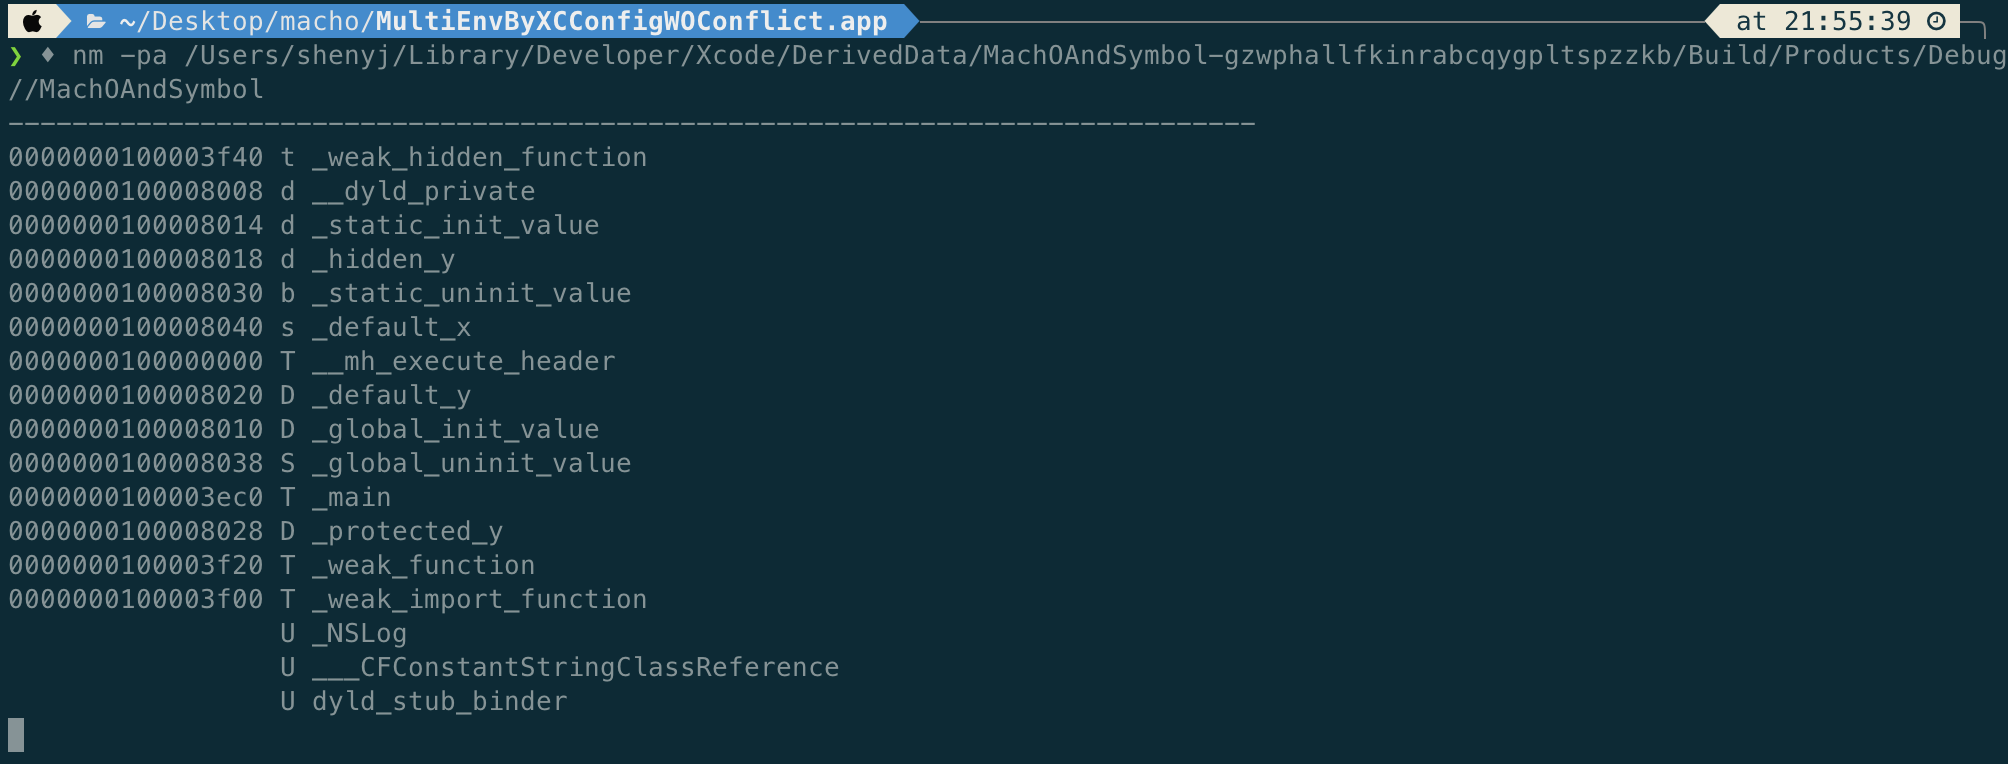 ~/Desktop/macho/MultiEnvByXCConfigWOConflict.app at 21:55:39
❯ ♦ nm -pa /Users/shenyj/Library/Developer/Xcode/DerivedData/MachOAndSymbol-gzwphallfkinrabcqygpltspzzkb/Build/Products/Debug
//MachOAndSymbol
------------------------------------------------------------------------------
0000000100003f40 t _weak_hidden_function
0000000100008008 d __dyld_private
0000000100008014 d _static_init_value
0000000100008018 d _hidden_y
0000000100008030 b _static_uninit_value
0000000100008040 s _default_x
0000000100000000 T __mh_execute_header
0000000100008020 D _default_y
0000000100008010 D _global_init_value
0000000100008038 S _global_uninit_value
0000000100003ec0 T _main
0000000100008028 D _protected_y
0000000100003f20 T _weak_function
0000000100003f00 T _weak_import_function
U _NSLog
U ___CFConstantStringClassReference
U dyld_stub_binder